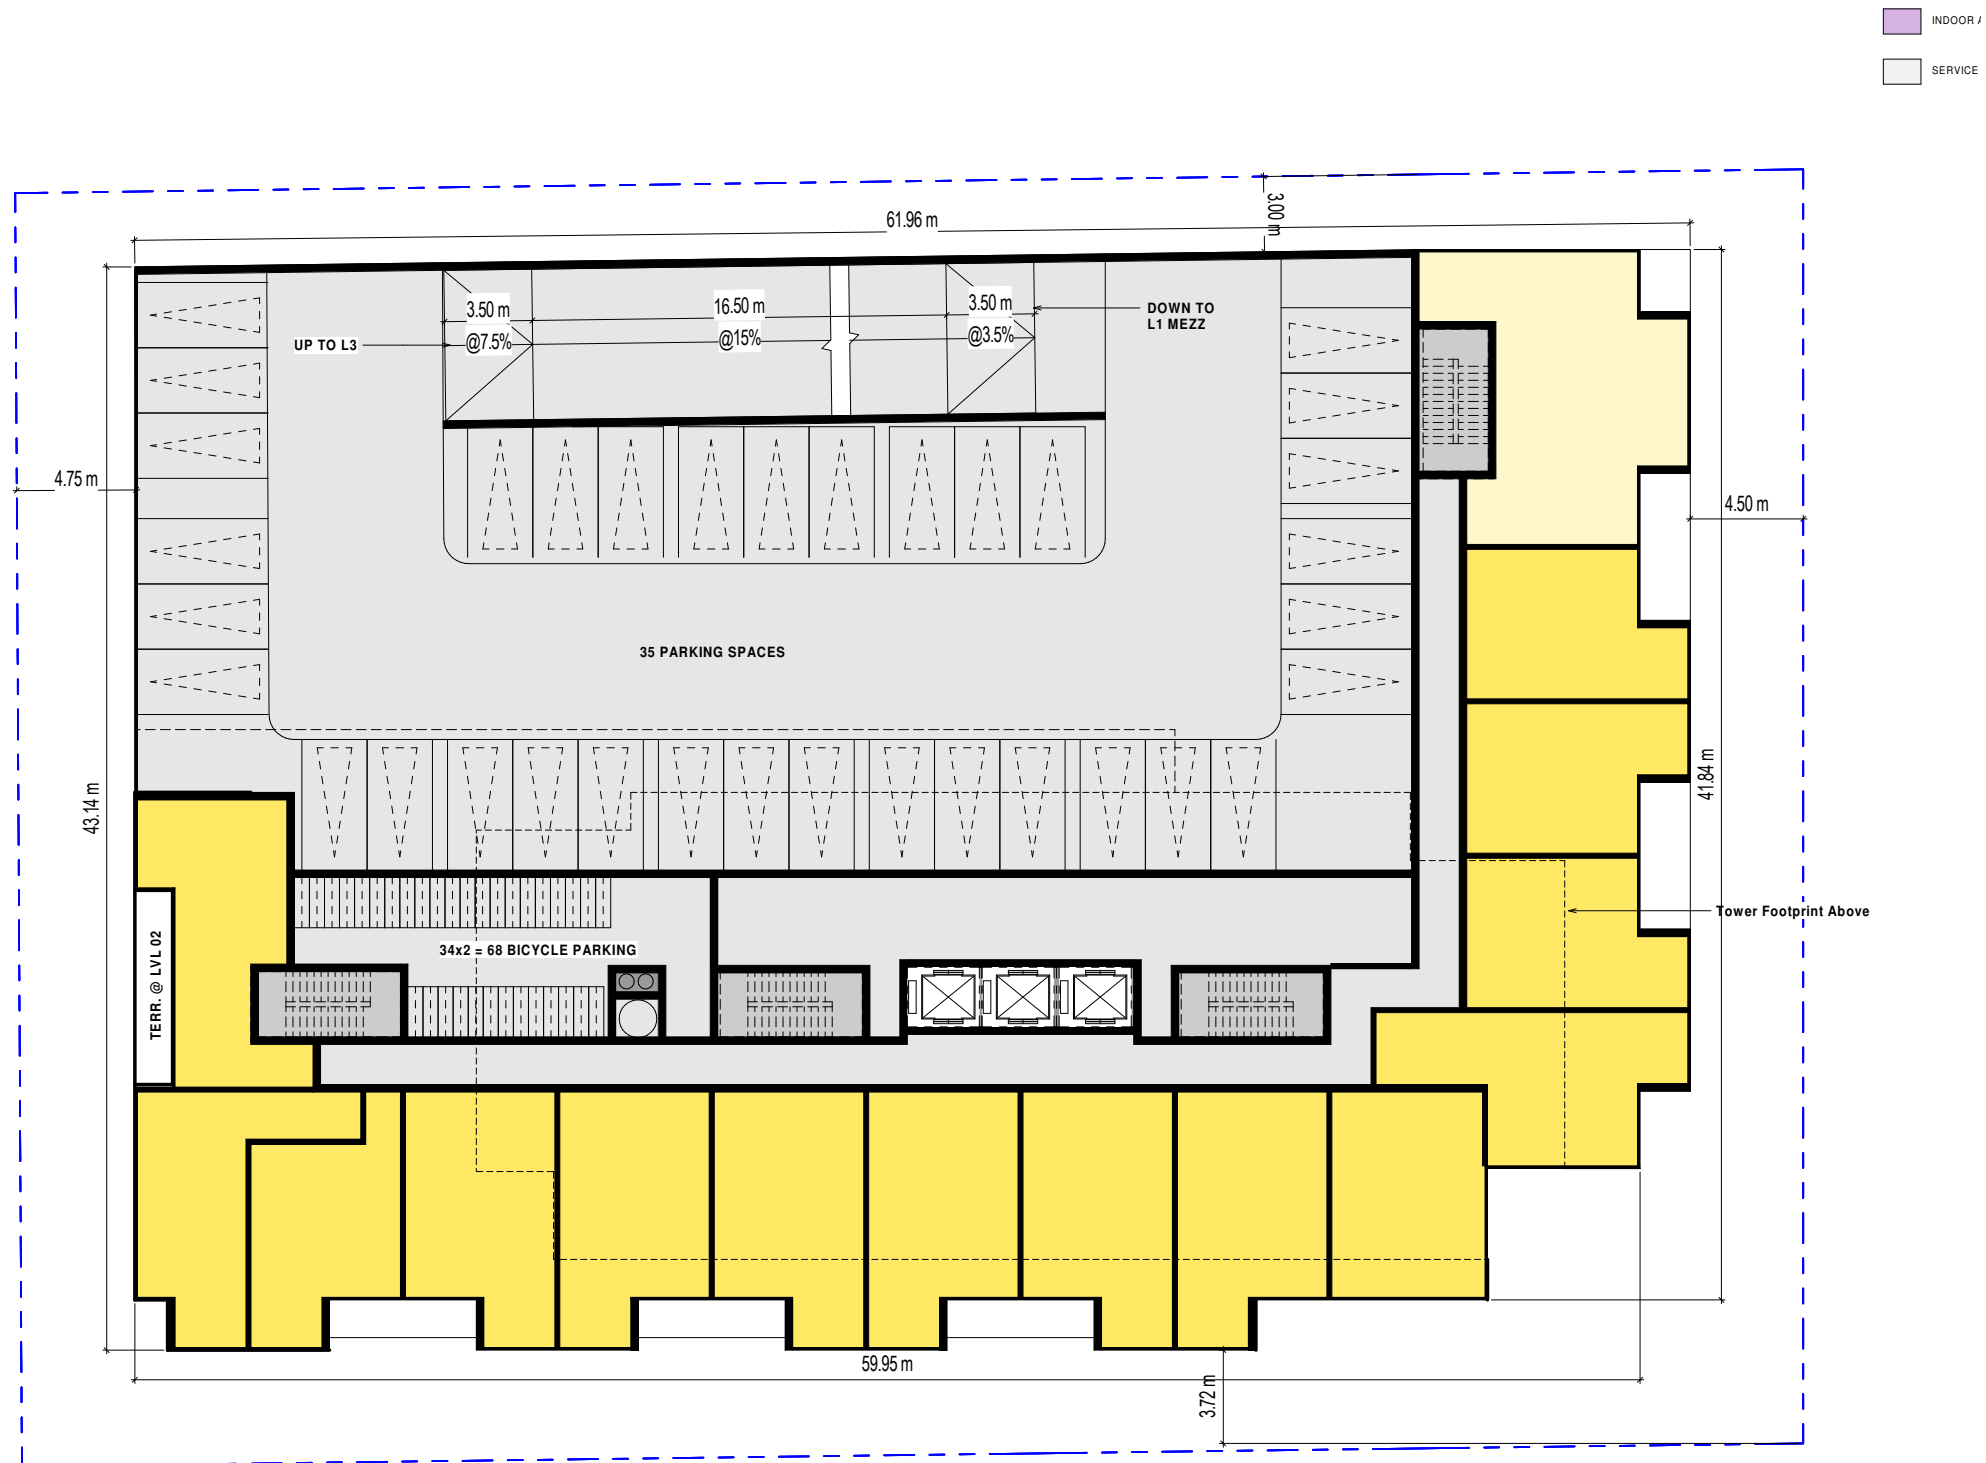 INDOOR A
SERVICE
61.96 m
3.00 m
3.50 m
16.50 m
3.50 m
DOWN TO
L1 MEZZ
UP TO L3
@7.5%
@15%
@3.5%
4.75 m
4.50 m
35 PARKING SPACES
43.14 m
41.84 m
Tower Footprint Above
34x2 = 68 BICYCLE PARKING
TERR. @ LVL 02
59.95 m
3.72 m